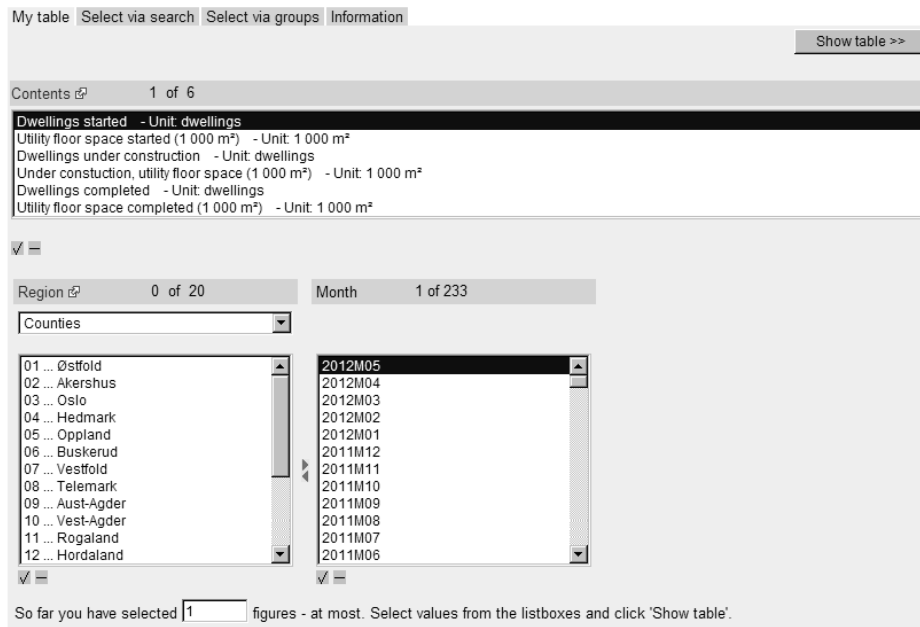 My table Select via search Select via groups Information
Show table >>
Contents 1 of 6
Dwellings started - Unit: dwellings
Utility floor space started (1 000 m²) - Unit: 1 000 m²
Dwellings under construction - Unit: dwellings
Under constuction, utility floor space (1 000 m²) - Unit: 1 000 m²
Dwellings completed - Unit: dwellings
Utility floor space completed (1 000 m²) - Unit: 1 000 m²
Region 0 of 20
Counties
01 ... Østfold
02 ... Akershus
03 ... Oslo
04 ... Hedmark
05 ... Oppland
06 ... Buskerud
07 ... Vestfold
08 ... Telemark
09 ... Aust-Agder
10 ... Vest-Agder
11 ... Rogaland
12 ... Hordaland
Month 1 of 233
2012M05
2012M04
2012M03
2012M02
2012M01
2011M12
2011M11
2011M10
2011M09
2011M08
2011M07
2011M06
So far you have selected 1 figures - at most. Select values from the listboxes and click 'Show table'.